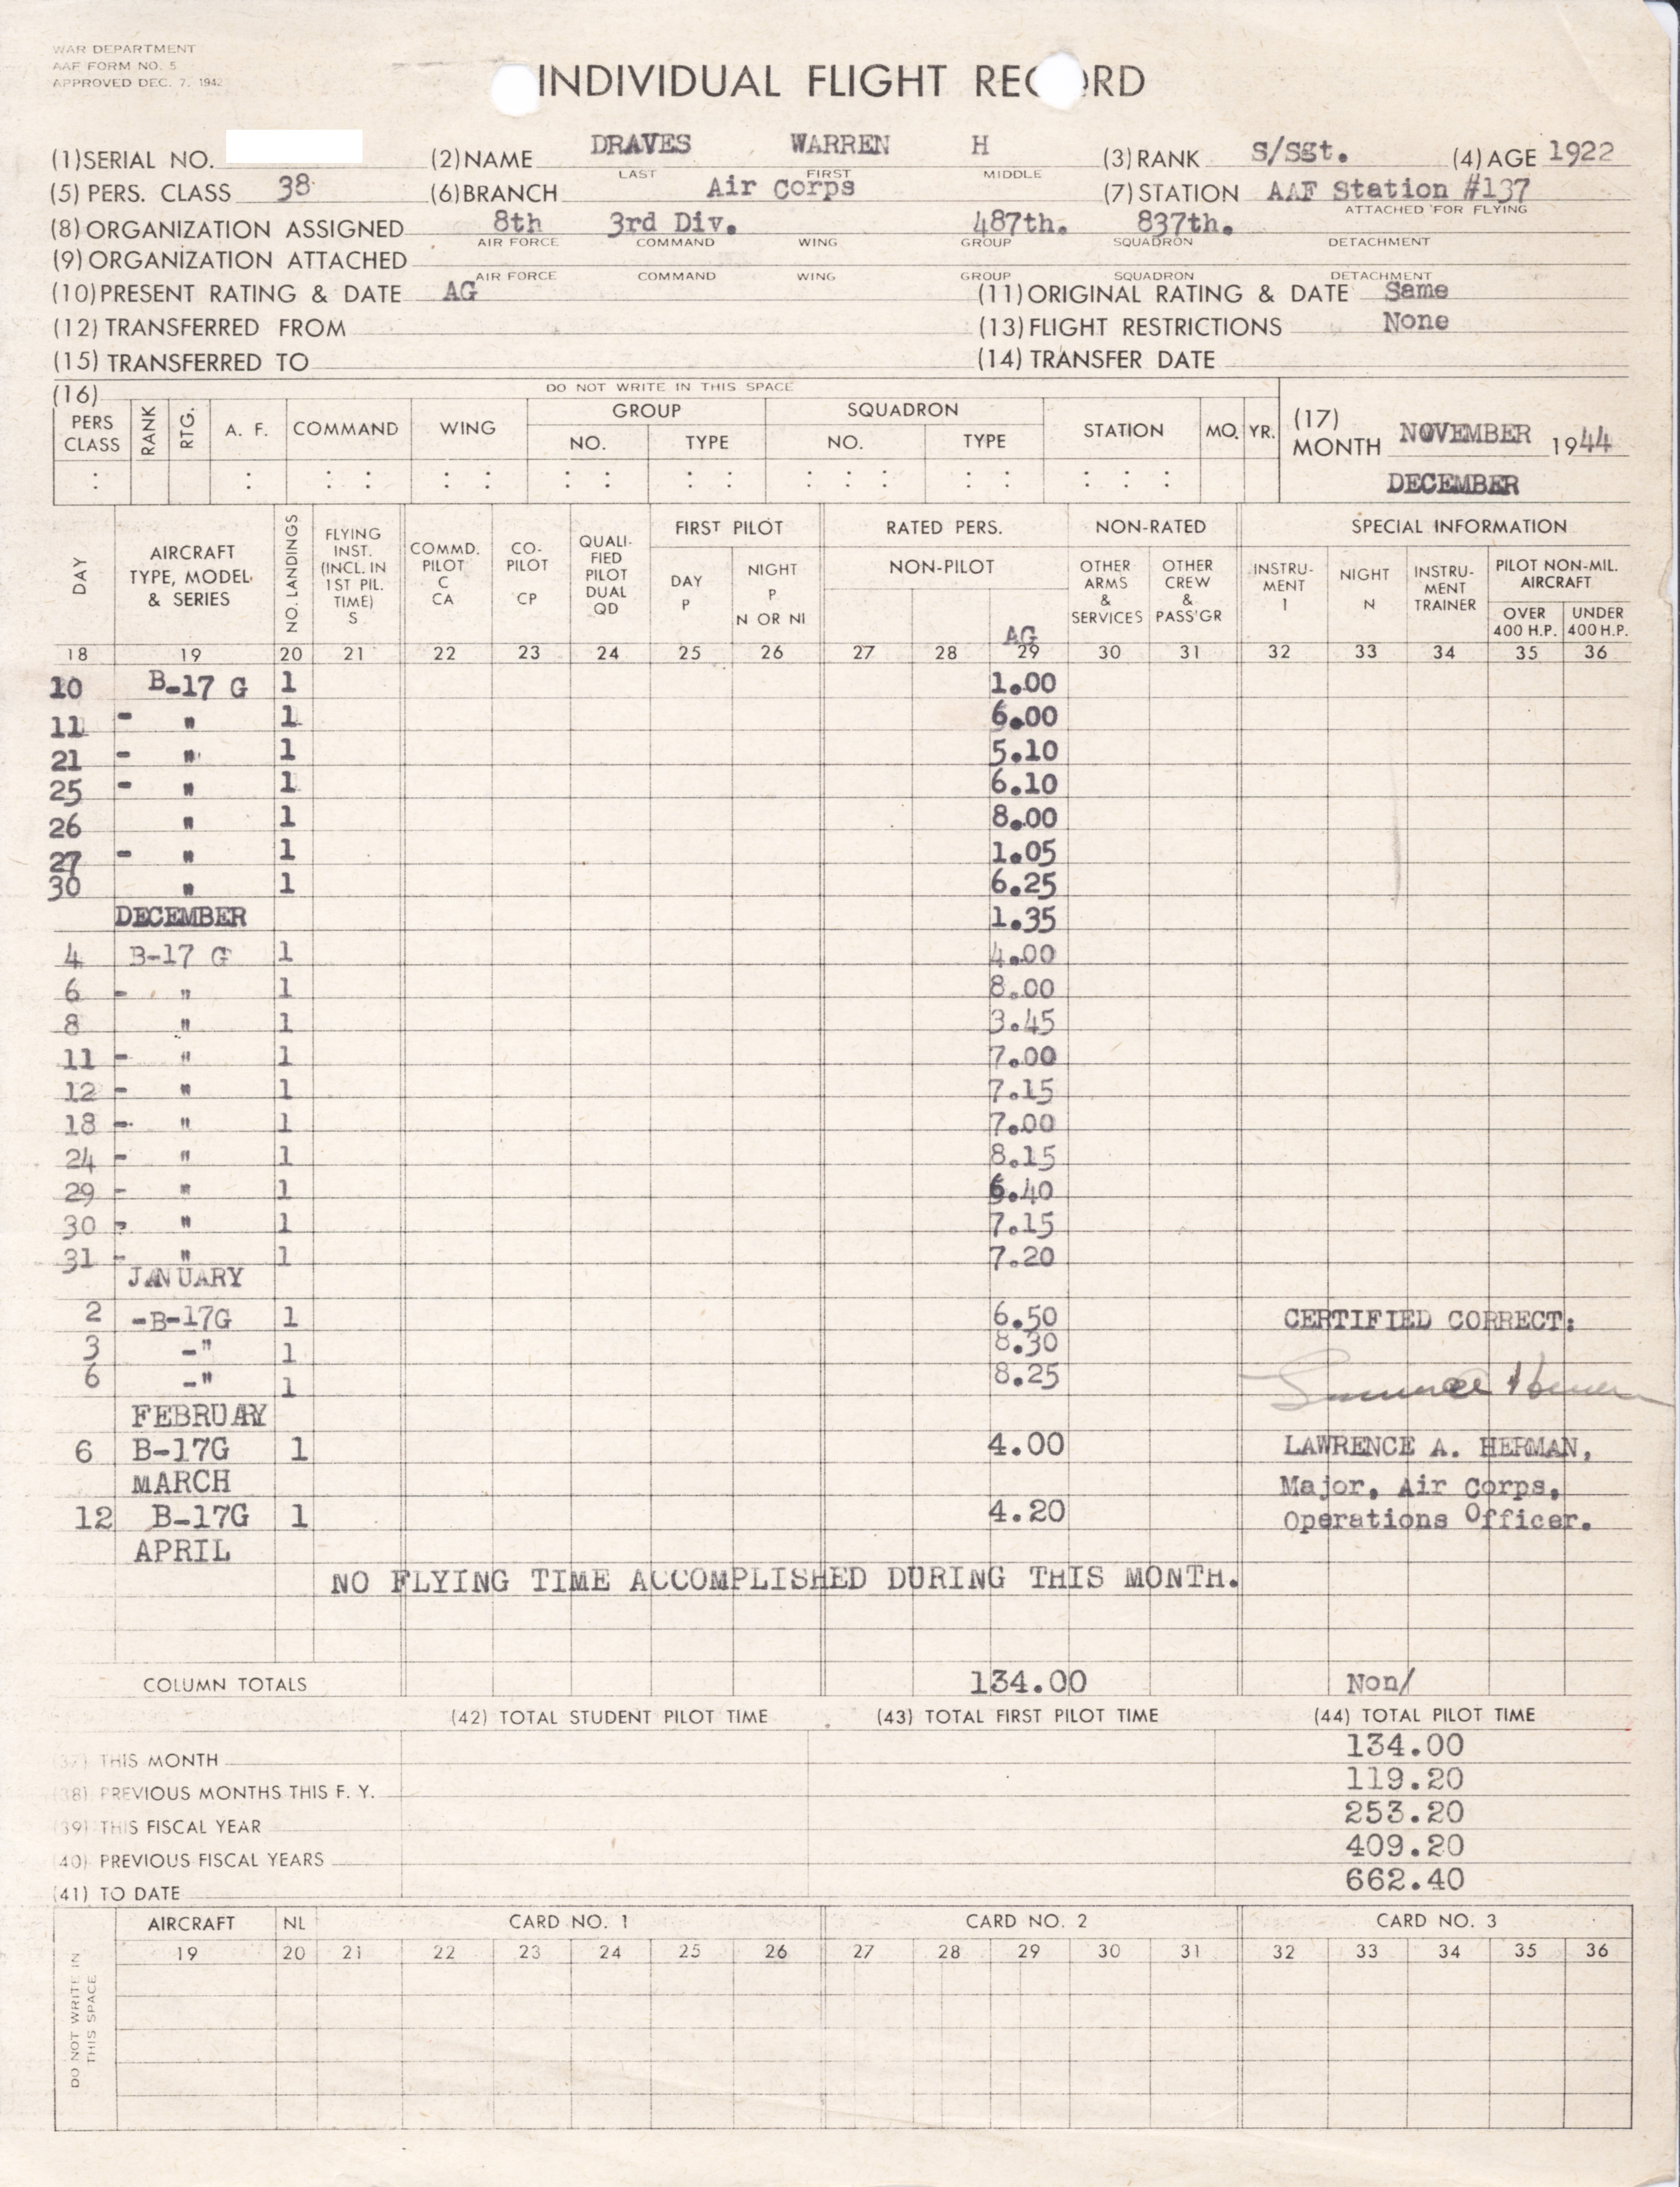 WAR DEPARTMENT
AAF FORM NO. 5
APPROVED DEC. 7, 1942
INDIVIDUAL FLIGHT RECORD
(1) SERIAL NO. (2) NAME DRAVES WARREN H (3) RANK S/Sgt. (4) AGE 1922
LAST FIRST MIDDLE
(5) PERS. CLASS 38 (6) BRANCH Air Corps (7) STATION AAF Station #137
ATTACHED FOR FLYING
(8) ORGANIZATION ASSIGNED 8th 3rd Div. 487th. 837th.
AIR FORCE COMMAND WING GROUP SQUADRON DETACHMENT
(9) ORGANIZATION ATTACHED
AIR FORCE COMMAND WING GROUP SQUADRON DETACHMENT
(10) PRESENT RATING & DATE AG (11) ORIGINAL RATING & DATE Same
(12) TRANSFERRED FROM (13) FLIGHT RESTRICTIONS None
(15) TRANSFERRED TO (14) TRANSFER DATE
(16) DO NOT WRITE IN THIS SPACE
PERS CLASS RANK RTG. A. F. COMMAND WING GROUP NO. TYPE SQUADRON NO. TYPE STATION MO. YR. (17) MONTH NOVEMBER 1944
DECEMBER
DAY AIRCRAFT TYPE, MODEL & SERIES NO. LANDINGS FLYING INST. (INCL. IN 1ST PIL. TIME) S COMMD. PILOT C CA CO-PILOT CP QUALI-FIED PILOT DUAL QD FIRST PILOT DAY P NIGHT P N OR NI RATED PERS. NON-PILOT AG NON-RATED OTHER ARMS & SERVICES OTHER CREW & PASS'GR SPECIAL INFORMATION INSTRU-MENT I NIGHT N INSTRU-MENT TRAINER PILOT NON-MIL. AIRCRAFT OVER 400 H.P. UNDER 400 H.P.
18 19 20 21 22 23 24 25 26 27 28 29 30 31 32 33 34 35 36
10 B-17 G 1 1.00
11 - " 1 6.00
21 - " 1 5.10
25 - " 1 6.10
26 " 1 8.00
27 - " 1 1.05
30 " 1 6.25
DECEMBER 1.35
4 B-17 G 1 4.00
6 - " 1 8.00
8 " 1 3.45
11 - " 1 7.00
12 - " 1 7.15
18 - " 1 7.00
24 - " 1 8.15
29 - " 1 6.40
30 - " 1 7.15
31 - " 1 7.20
JANUARY
2 -B-17G 1 6.50 CERTIFIED CORRECT:
3 -" 1 8.30
6 -" 1 8.25
FEBRUARY
6 B-17G 1 4.00 LAWRENCE A. HERMAN,
MARCH Major, Air Corps,
12 B-17G 1 4.20 Operations Officer.
APRIL
NO FLYING TIME ACCOMPLISHED DURING THIS MONTH.
COLUMN TOTALS 134.00 Non/
(42) TOTAL STUDENT PILOT TIME (43) TOTAL FIRST PILOT TIME (44) TOTAL PILOT TIME
(37) THIS MONTH 134.00
(38) PREVIOUS MONTHS THIS F. Y. 119.20
(39) THIS FISCAL YEAR 253.20
(40) PREVIOUS FISCAL YEARS 409.20
(41) TO DATE 662.40
AIRCRAFT NL CARD NO. 1 CARD NO. 2 CARD NO. 3
19 20 21 22 23 24 25 26 27 28 29 30 31 32 33 34 35 36
DO NOT WRITE IN THIS SPACE